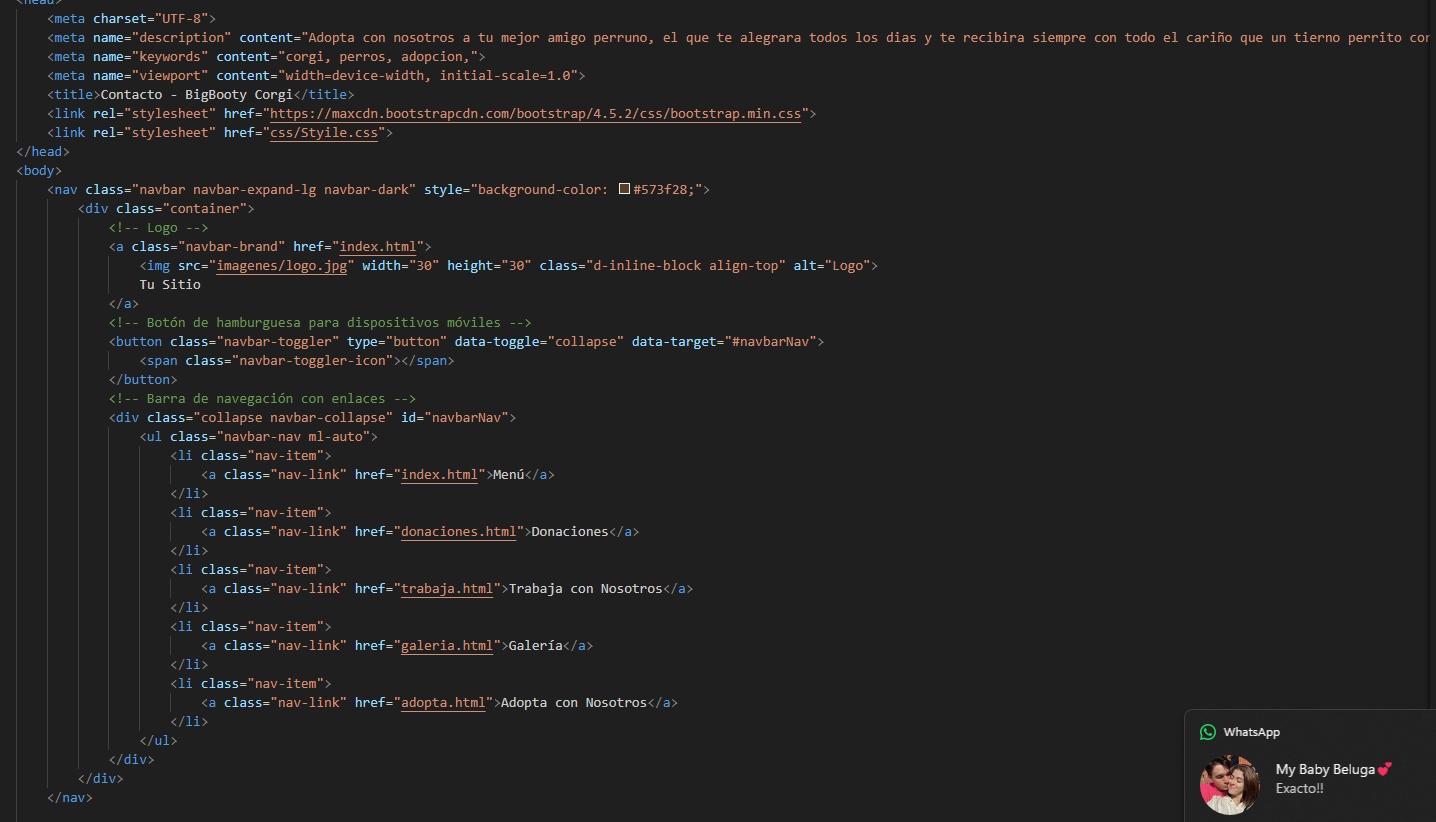 <head>
<meta charset="UTF-8">
<meta name="description" content="Adopta con nosotros a tu mejor amigo perruno, el que te alegrara todos los dias y te recibira siempre con todo el cariño que un tierno perrito
<meta name="keywords" content="corgi, perros, adopcion,">
<meta name="viewport" content="width=device-width, initial-scale=1.0">
<title>Contacto - BigBooty Corgi</title>
<link rel="stylesheet" href="https://maxcdn.bootstrapcdn.com/bootstrap/4.5.2/css/bootstrap.min.css">
<link rel="stylesheet" href="css/Styile.css">
</head>
<body>
<nav class="navbar navbar-expand-lg navbar-dark" style="background-color: #573f28;">
<div class="container">
<!-- Logo -->
<a class="navbar-brand" href="index.html">
<img src="imagenes/logo.jpg" width="30" height="30" class="d-inline-block align-top" alt="Logo">
Tu Sitio
</a>
<!-- Botón de hamburguesa para dispositivos móviles -->
<button class="navbar-toggler" type="button" data-toggle="collapse" data-target="#navbarNav">
<span class="navbar-toggler-icon"></span>
</button>
<!-- Barra de navegación con enlaces -->
<div class="collapse navbar-collapse" id="navbarNav">
<ul class="navbar-nav ml-auto">
<li class="nav-item">
<a class="nav-link" href="index.html">Menú</a>
</li>
<li class="nav-item">
<a class="nav-link" href="donaciones.html">Donaciones</a>
</li>
<li class="nav-item">
<a class="nav-link" href="trabaja.html">Trabaja con Nosotros</a>
</li>
<li class="nav-item">
<a class="nav-link" href="galeria.html">Galería</a>
</li>
<li class="nav-item">
<a class="nav-link" href="adopta.html">Adopta con Nosotros</a>
</li>
</ul>
</div>
</div>
</nav>
WhatsApp
My Baby Beluga💕
Exacto!!